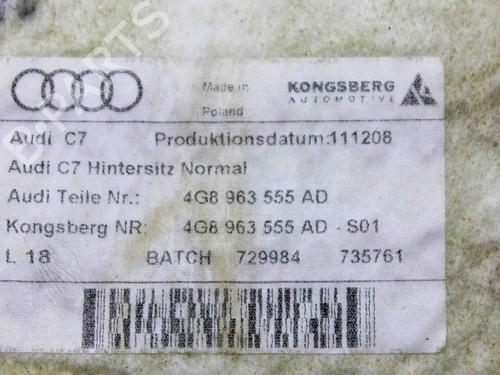 Made in
Poland
KONGSBERG
AUTOMOTIVE
Audi C7 Produktionsdatum:111208
Audi C7 Hintersitz Normal
Audi Teile Nr.: 4G8 963 555 AD
Kongsberg NR: 4G8 963 555 AD - S01
L 18 BATCH 729984 735761